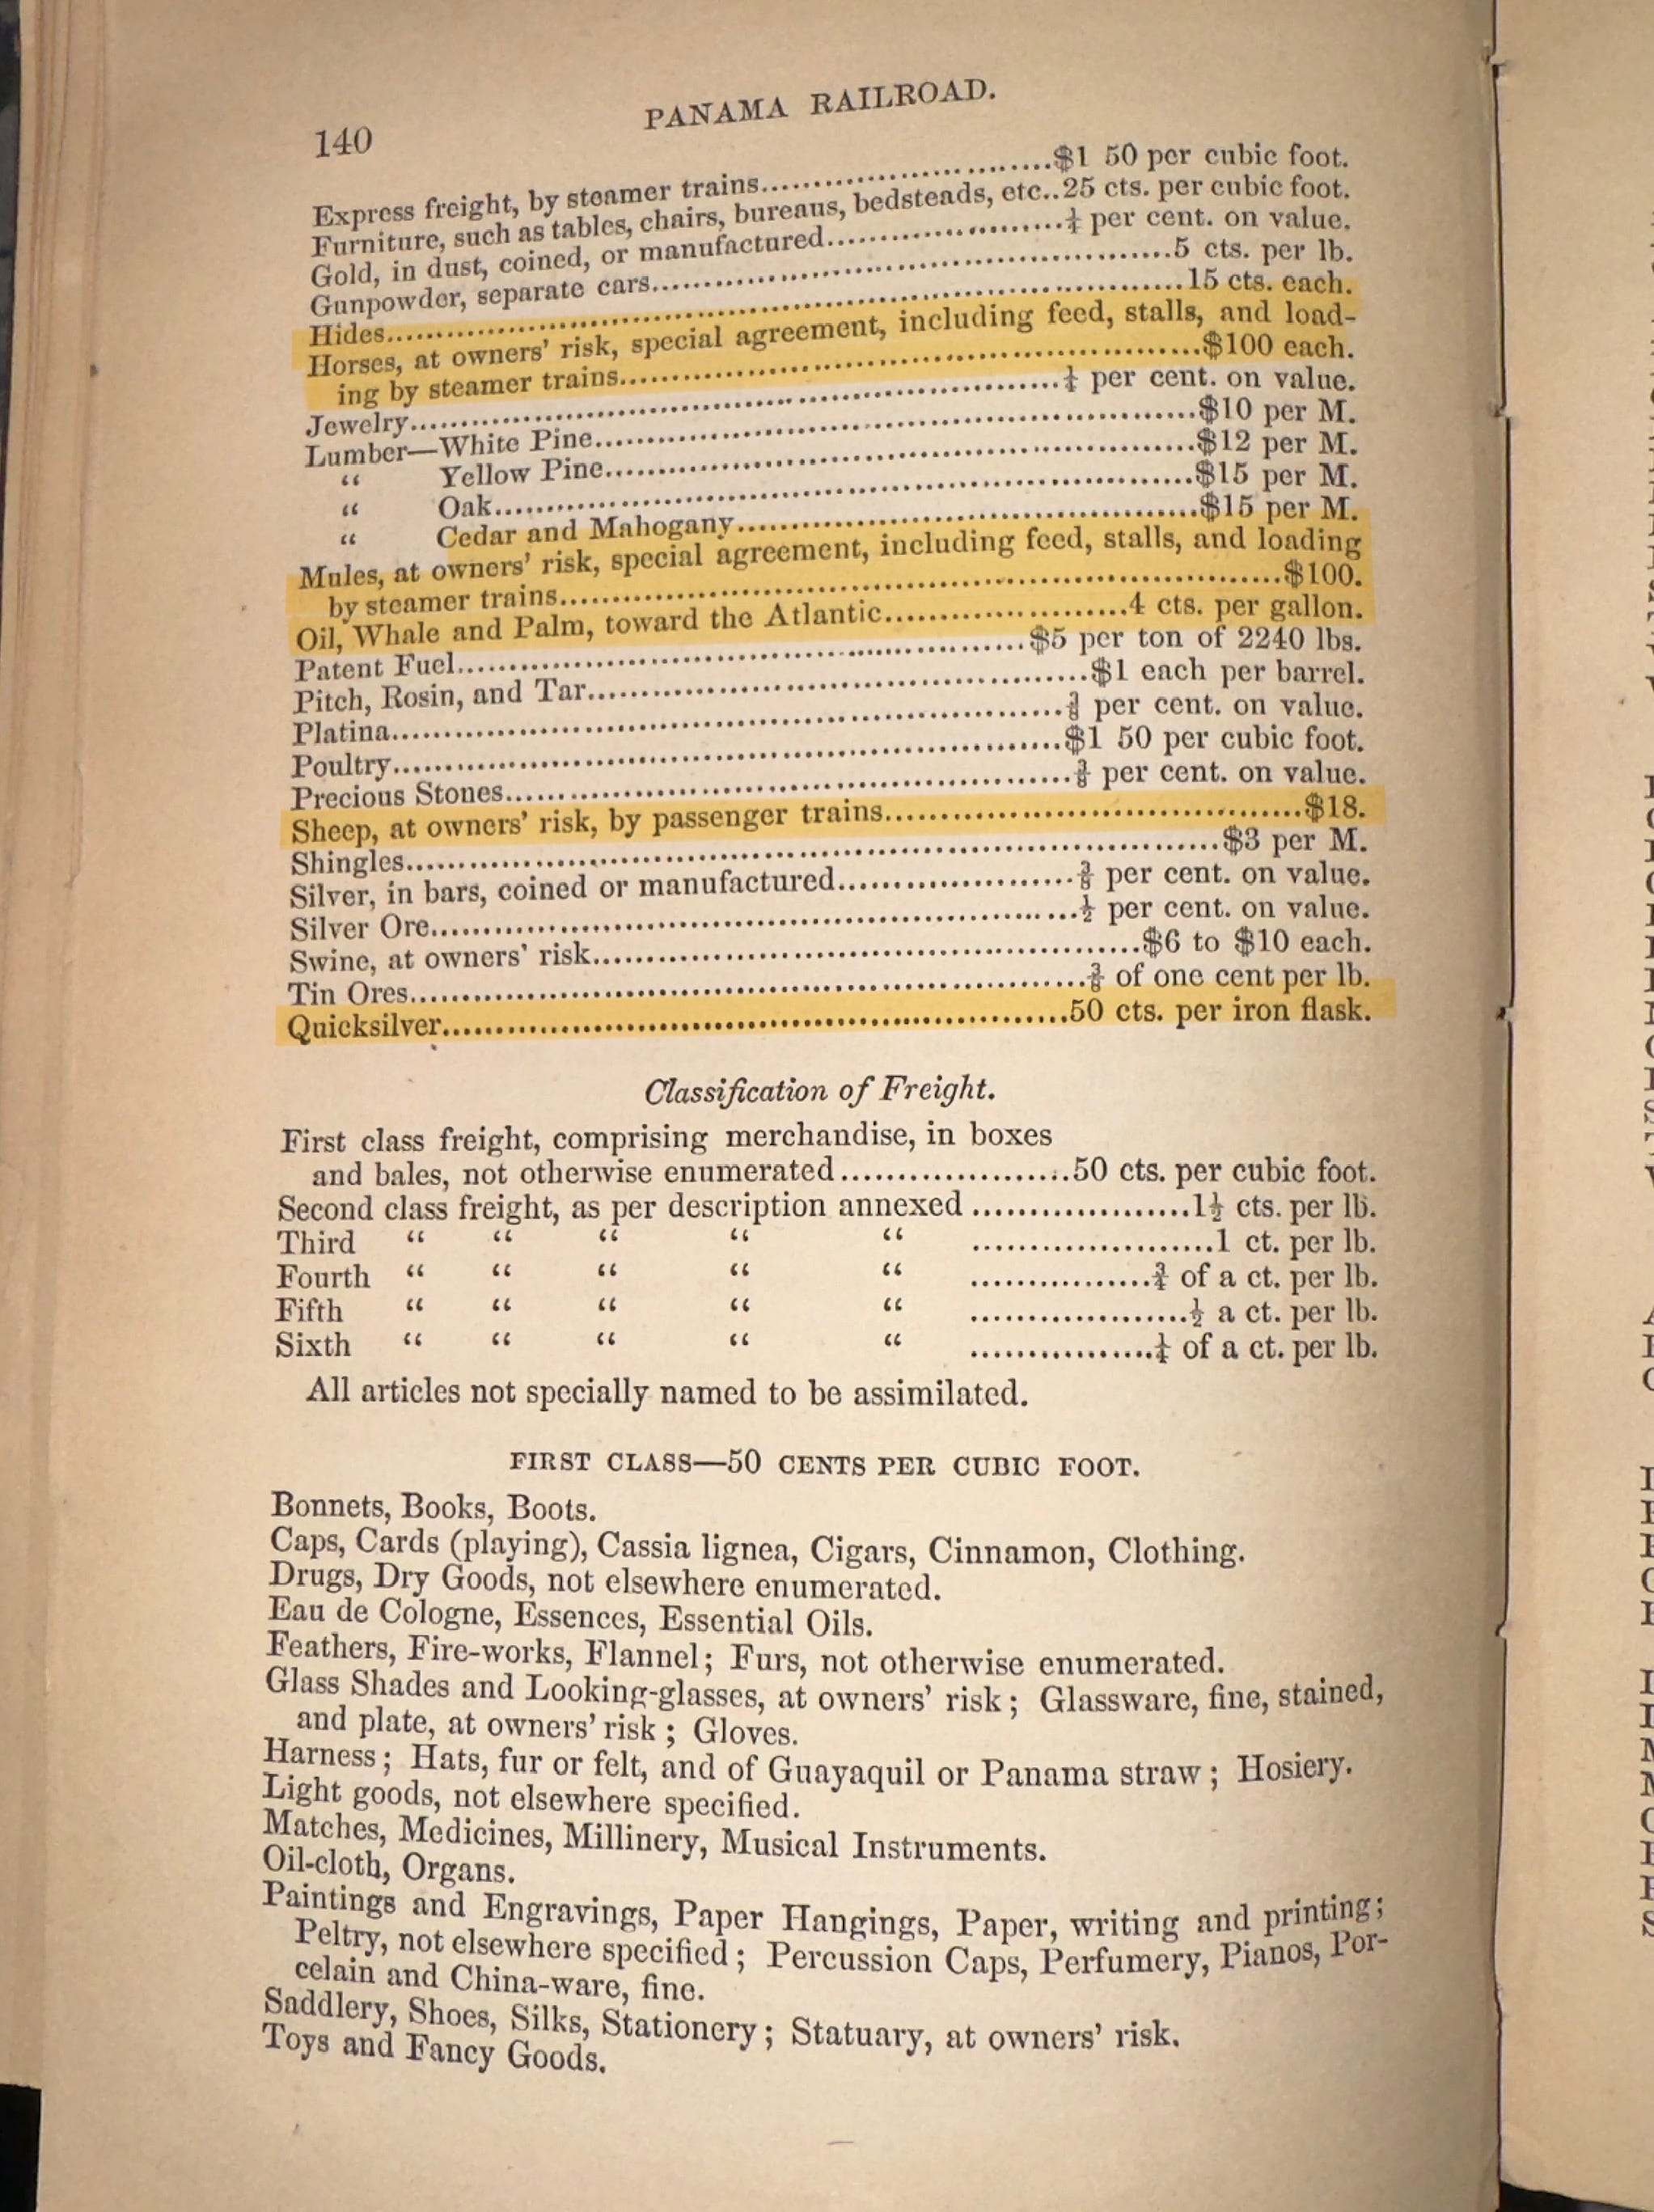 140
PANAMA RAILROAD.
Express freight, by steamer trains..............................$1 50 per cubic foot.
Furniture, such as tables, chairs, bureaus, bedsteads, etc..25 cts. per cubic foot.
Gold, in dust, coined, or manufactured........................¼ per cent. on value.
Gunpowder, separate cars......................................................5 cts. per lb.
Hides..................................................................................15 cts. each.
Horses, at owners' risk, special agreement, including feed, stalls, and load-
ing by steamer trains............................................................$100 each.
Jewelry...............................................................¼ per cent. on value.
Lumber—White Pine............................................................$10 per M.
“ Yellow Pine............................................................$12 per M.
“ Oak......................................................................$15 per M.
“ Cedar and Mahogany..............................................$15 per M.
Mules, at owners' risk, special agreement, including feed, stalls, and loading
by steamer trains........................................................................$100.
Oil, Whale and Palm, toward the Atlantic........................4 cts. per gallon.
Patent Fuel.........................................................$5 per ton of 2240 lbs.
Pitch, Rosin, and Tar..................................................$1 each per barrel.
Platina..................................................................⅜ per cent. on value.
Poultry..................................................................$1 50 per cubic foot.
Precious Stones.......................................................⅜ per cent. on value.
Sheep, at owners' risk, by passenger trains..........................................$18.
Shingles................................................................................$3 per M.
Silver, in bars, coined or manufactured.......................⅜ per cent. on value.
Silver Ore.................................................................½ per cent. on value.
Swine, at owners' risk.......................................................$6 to $10 each.
Tin Ores....................................................................⅜ of one cent per lb.
Quicksilver...............................................................50 cts. per iron flask.
Classification of Freight.
First class freight, comprising merchandise, in boxes
and bales, not otherwise enumerated.....................50 cts. per cubic foot.
Second class freight, as per description annexed ....................1½ cts. per lb.
Third “ “ “ “ “ ......................1 ct. per lb.
Fourth “ “ “ “ “ .................¾ of a ct. per lb.
Fifth “ “ “ “ “ ....................½ a ct. per lb.
Sixth “ “ “ “ “ .................¼ of a ct. per lb.
All articles not specially named to be assimilated.
FIRST CLASS—50 CENTS PER CUBIC FOOT.
Bonnets, Books, Boots.
Caps, Cards (playing), Cassia lignea, Cigars, Cinnamon, Clothing.
Drugs, Dry Goods, not elsewhere enumerated.
Eau de Cologne, Essences, Essential Oils.
Feathers, Fire-works, Flannel; Furs, not otherwise enumerated.
Glass Shades and Looking-glasses, at owners' risk; Glassware, fine, stained,
and plate, at owners' risk; Gloves.
Harness; Hats, fur or felt, and of Guayaquil or Panama straw; Hosiery.
Light goods, not elsewhere specified.
Matches, Medicines, Millinery, Musical Instruments.
Oil-cloth, Organs.
Paintings and Engravings, Paper Hangings, Paper, writing and printing;
Peltry, not elsewhere specified; Percussion Caps, Perfumery, Pianos, Por-
celain and China-ware, fine.
Saddlery, Shoes, Silks, Stationery; Statuary, at owners' risk.
Toys and Fancy Goods.